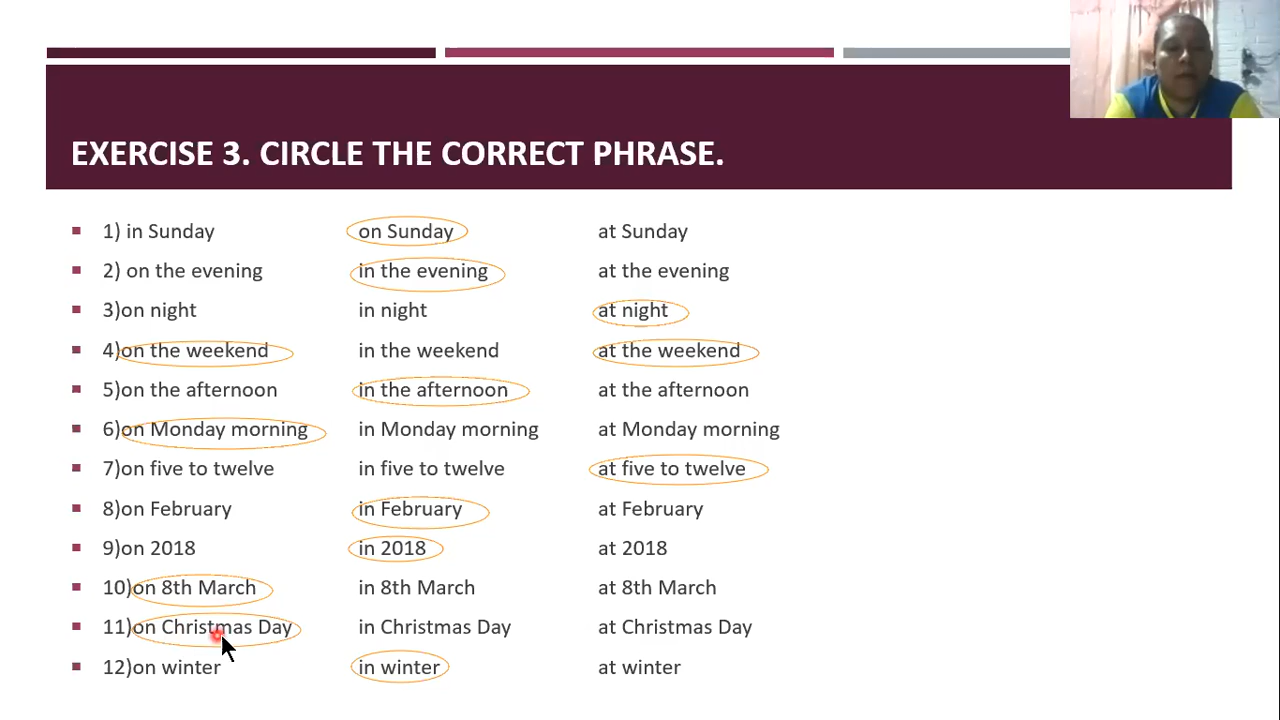 EXERCISE 3. CIRCLE THE CORRECT PHRASE.
1) in Sunday on Sunday at Sunday
2) on the evening in the evening at the evening
3)on night in night at night
4)on the weekend in the weekend at the weekend
5)on the afternoon in the afternoon at the afternoon
6)on Monday morning in Monday morning at Monday morning
7)on five to twelve in five to twelve at five to twelve
8)on February in February at February
9)on 2018 in 2018 at 2018
10)on 8th March in 8th March at 8th March
11)on Christmas Day in Christmas Day at Christmas Day
12)on winter in winter at winter